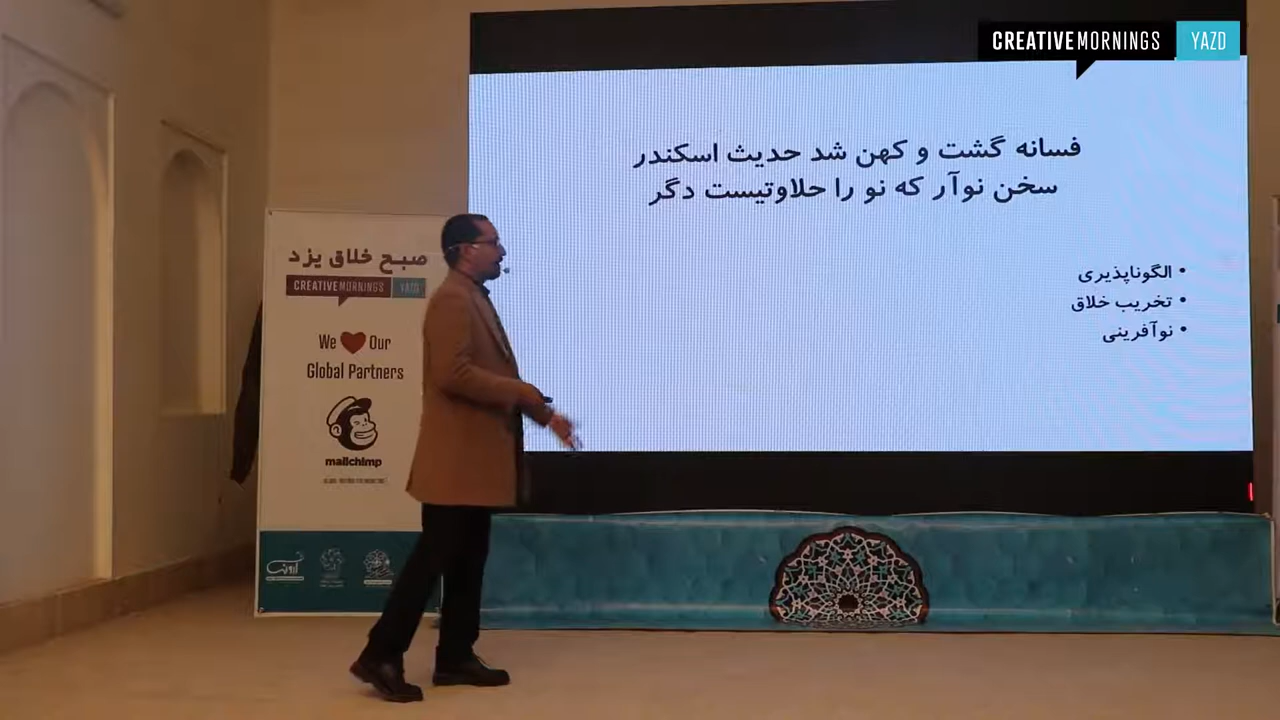 CREATIVEMORNINGS YAZD
فسانه گشت و کهن شد حدیث اسکندر
سخن نوآر که نو را حلاوتیست دگر
• الگوناپذیری
• تخریب خلاق
• نوآفرینی
صبح خلاق یزد
CREATIVEMORNINGS YAZD
We Our
Global Partners
mailchimp